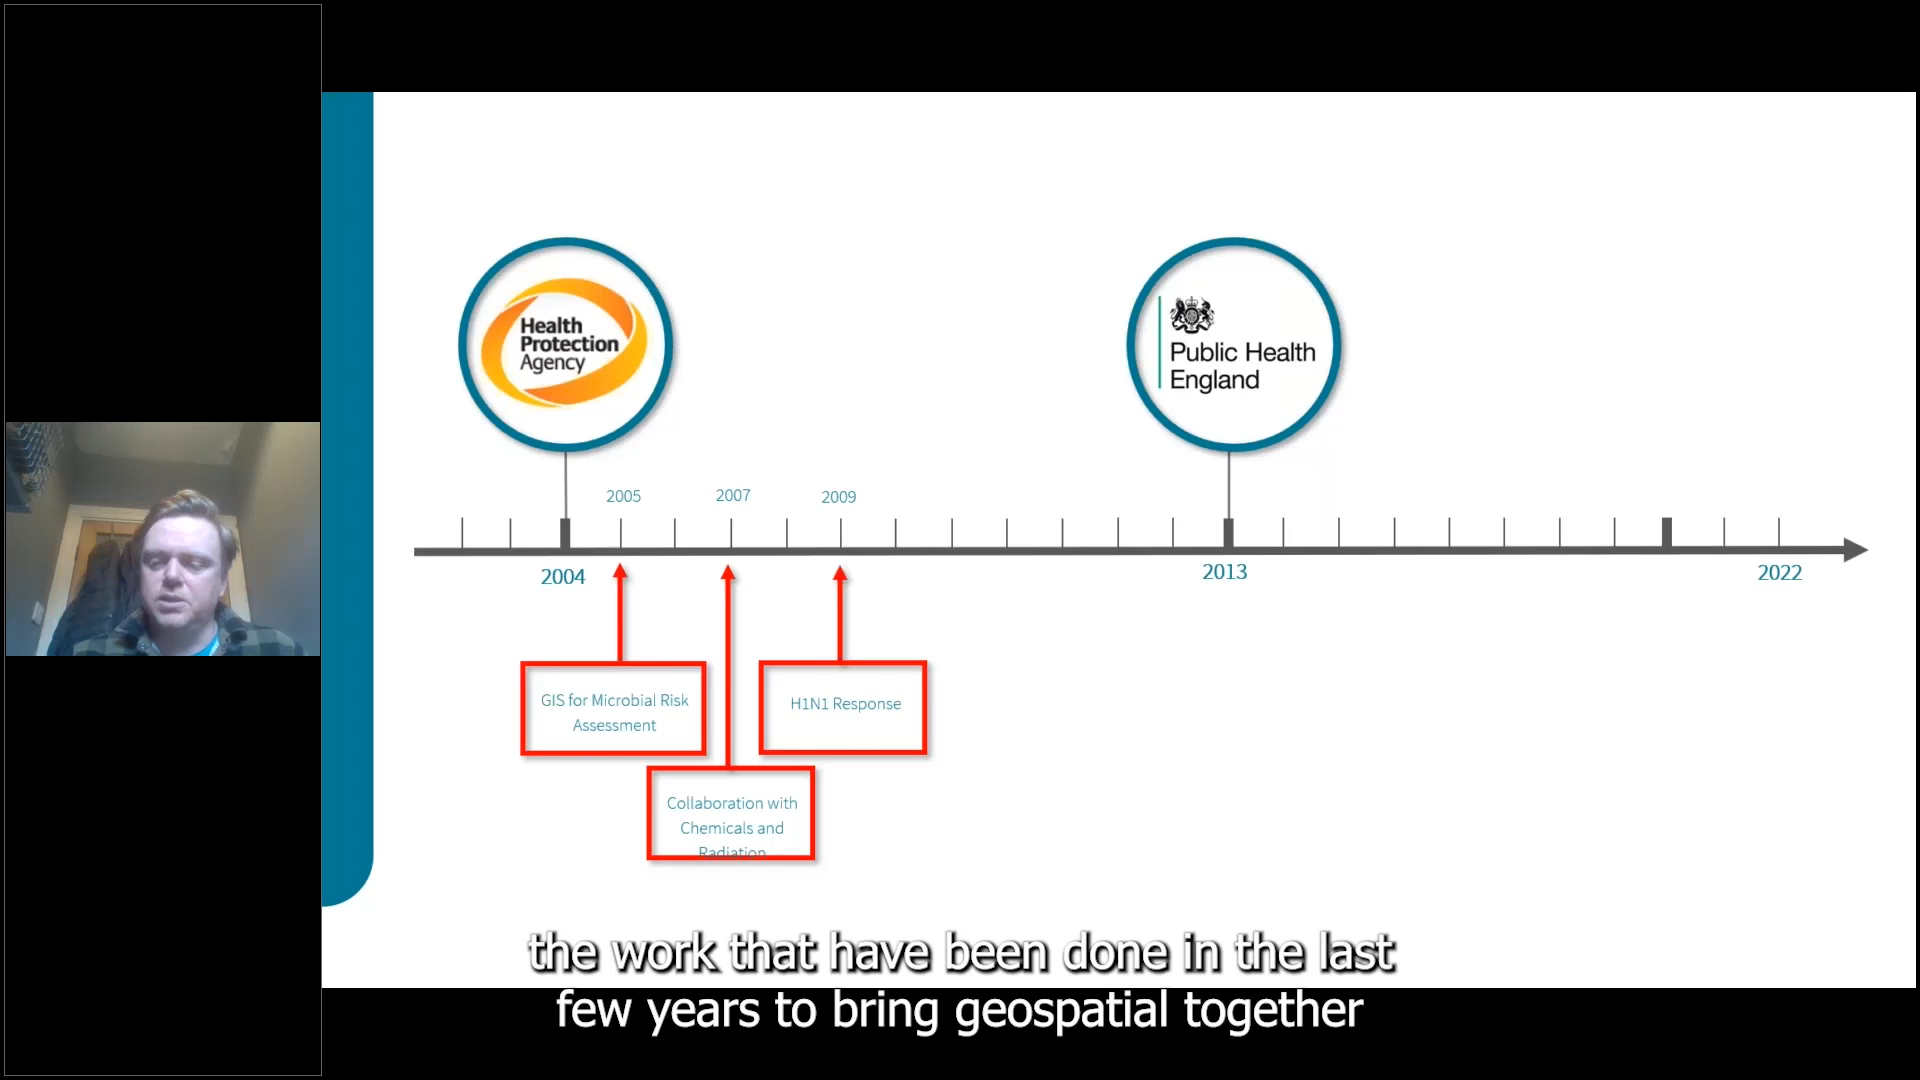 Health
Protection
Agency
Public Health
England
2005
2007
2009
2004
2013
2022
GIS for Microbial Risk
Assessment
H1N1 Response
Collaboration with
Chemicals and
Radiation
the work that have been done in the last
few years to bring geospatial together